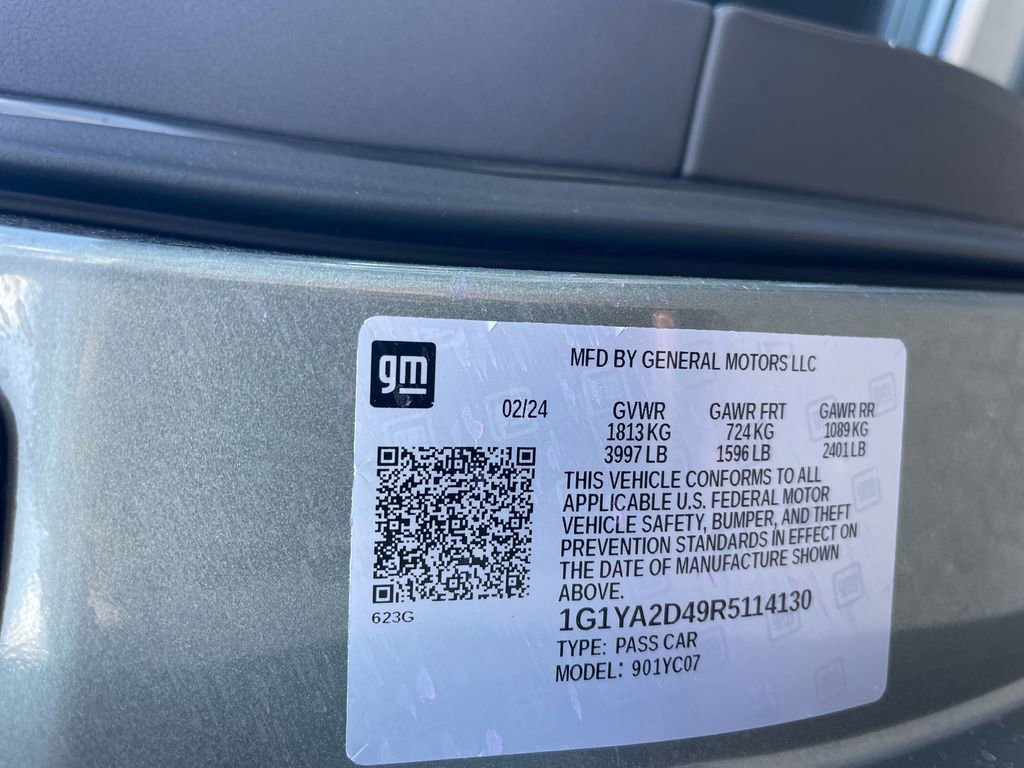 gm
MFD BY GENERAL MOTORS LLC
02/24 GVWR GAWR FRT GAWR RR
1813 KG 724 KG 1089 KG
3997 LB 1596 LB 2401 LB
THIS VEHICLE CONFORMS TO ALL
APPLICABLE U.S. FEDERAL MOTOR
VEHICLE SAFETY, BUMPER, AND THEFT
PREVENTION STANDARDS IN EFFECT ON
THE DATE OF MANUFACTURE SHOWN
ABOVE.
623G
1G1YA2D49R5114130
TYPE: PASS CAR
MODEL: 901YC07